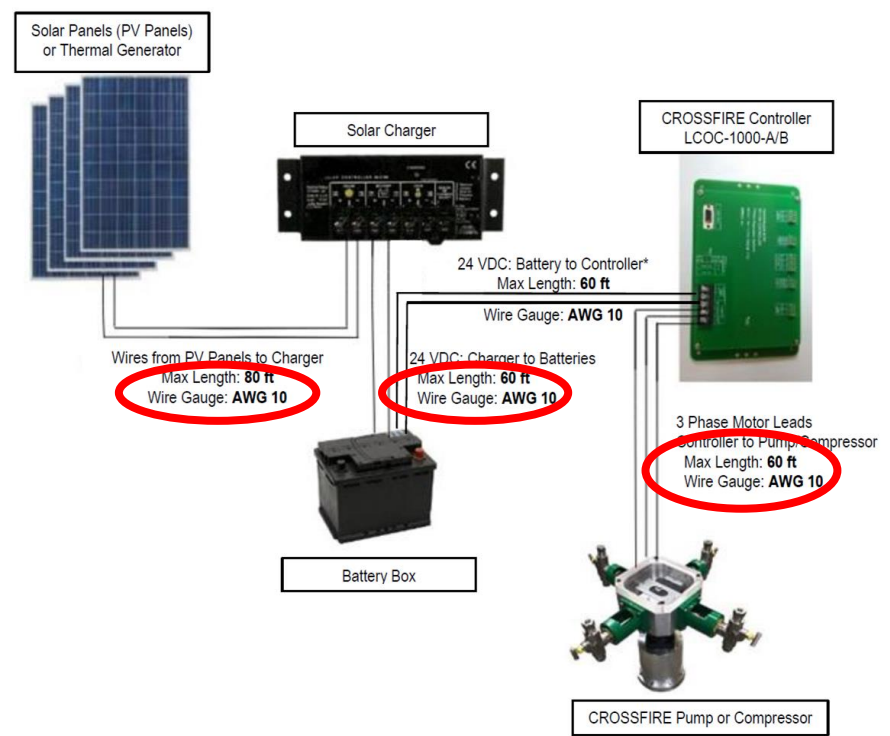 Solar Panels (PV Panels)
or Thermal Generator
Solar Charger
CROSSFIRE Controller
LCOC-1000-A/B
24 VDC: Battery to Controller*
Max Length: 60 ft
Wire Gauge: AWG 10
Wires from PV Panels to Charger
Max Length: 80 ft
Wire Gauge: AWG 10
24 VDC: Charger to Batteries
Max Length: 60 ft
Wire Gauge: AWG 10
3 Phase Motor Leads
Controller to Pump/Compressor
Max Length: 60 ft
Wire Gauge: AWG 10
Battery Box
CROSSFIRE Pump or Compressor